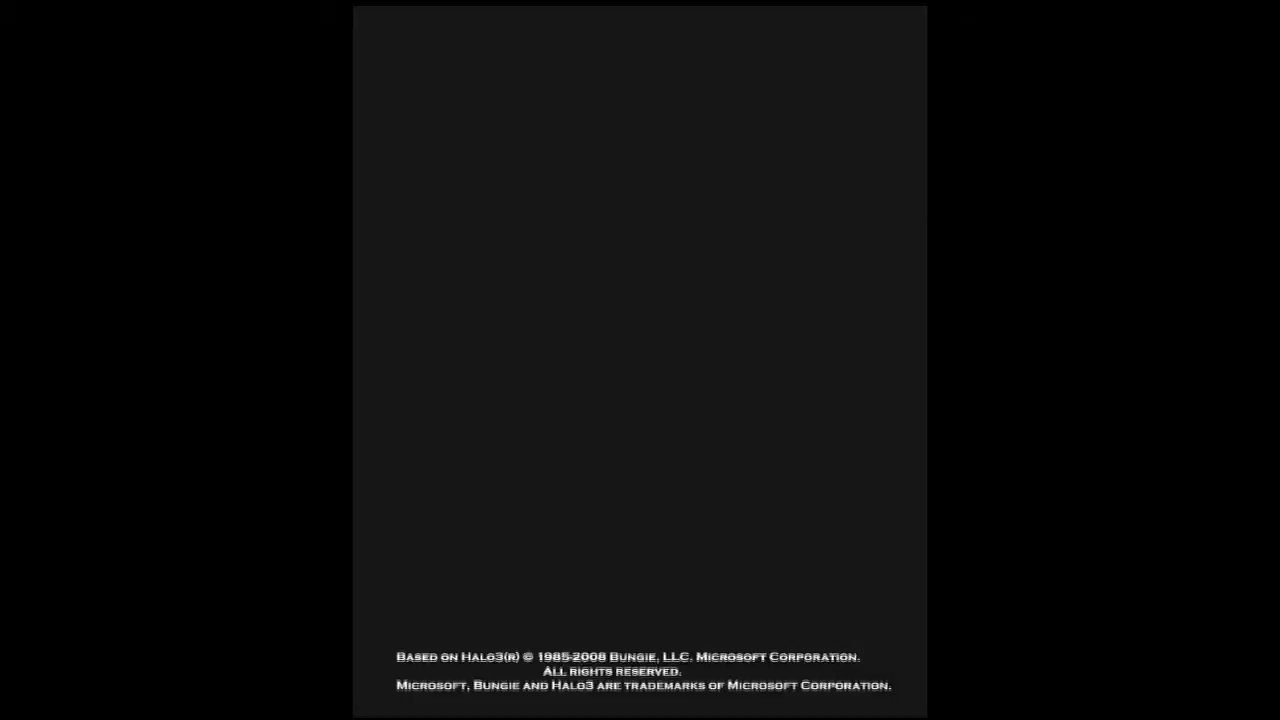 Based on Halo3(r) © 1985-2008 Bungie, LLC. Microsoft Corporation.
All rights reserved.
Microsoft, Bungie and Halo3 are trademarks of Microsoft Corporation.